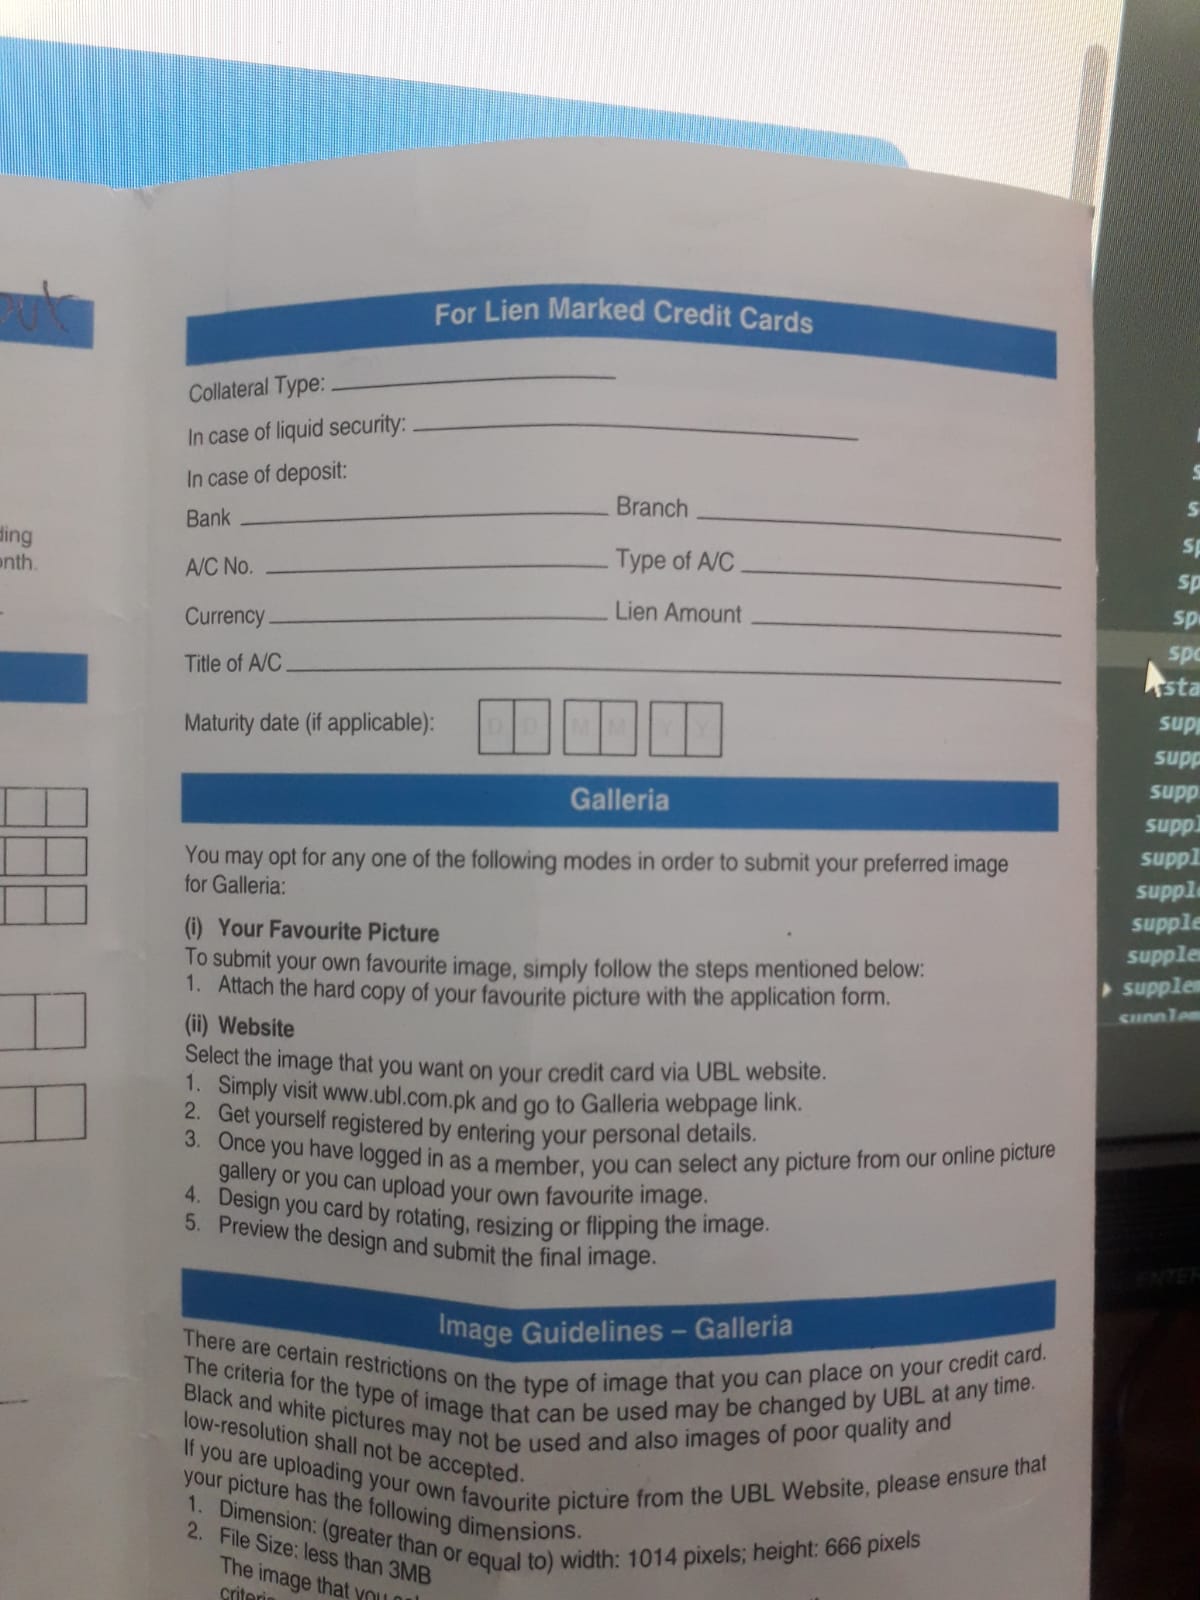 out
ding
onth.
For Lien Marked Credit Cards
Collateral Type:
In case of liquid security:
In case of deposit:
Bank Branch
A/C No. Type of A/C
Currency Lien Amount
Title of A/C
Maturity date (if applicable): D D M M Y Y
Galleria
You may opt for any one of the following modes in order to submit your preferred image
for Galleria:
(i) Your Favourite Picture
To submit your own favourite image, simply follow the steps mentioned below:
1. Attach the hard copy of your favourite picture with the application form.
(ii) Website
Select the image that you want on your credit card via UBL website.
1. Simply visit www.ubl.com.pk and go to Galleria webpage link.
2. Get yourself registered by entering your personal details.
3. Once you have logged in as a member, you can select any picture from our online picture
gallery or you can upload your own favourite image.
4. Design you card by rotating, resizing or flipping the image.
5. Preview the design and submit the final image.
Image Guidelines – Galleria
There are certain restrictions on the type of image that you can place on your credit card.
The criteria for the type of image that can be used may be changed by UBL at any time.
Black and white pictures may not be used and also images of poor quality and
low-resolution shall not be accepted.
If you are uploading your own favourite picture from the UBL Website, please ensure that
your picture has the following dimensions.
1. Dimension: (greater than or equal to) width: 1014 pixels; height: 666 pixels
2. File Size: less than 3MB
The image that you
sp
sp
spo
sta
supp
supp
supp
suppl
suppl
supple
supple
supplem
supplem
ENTER